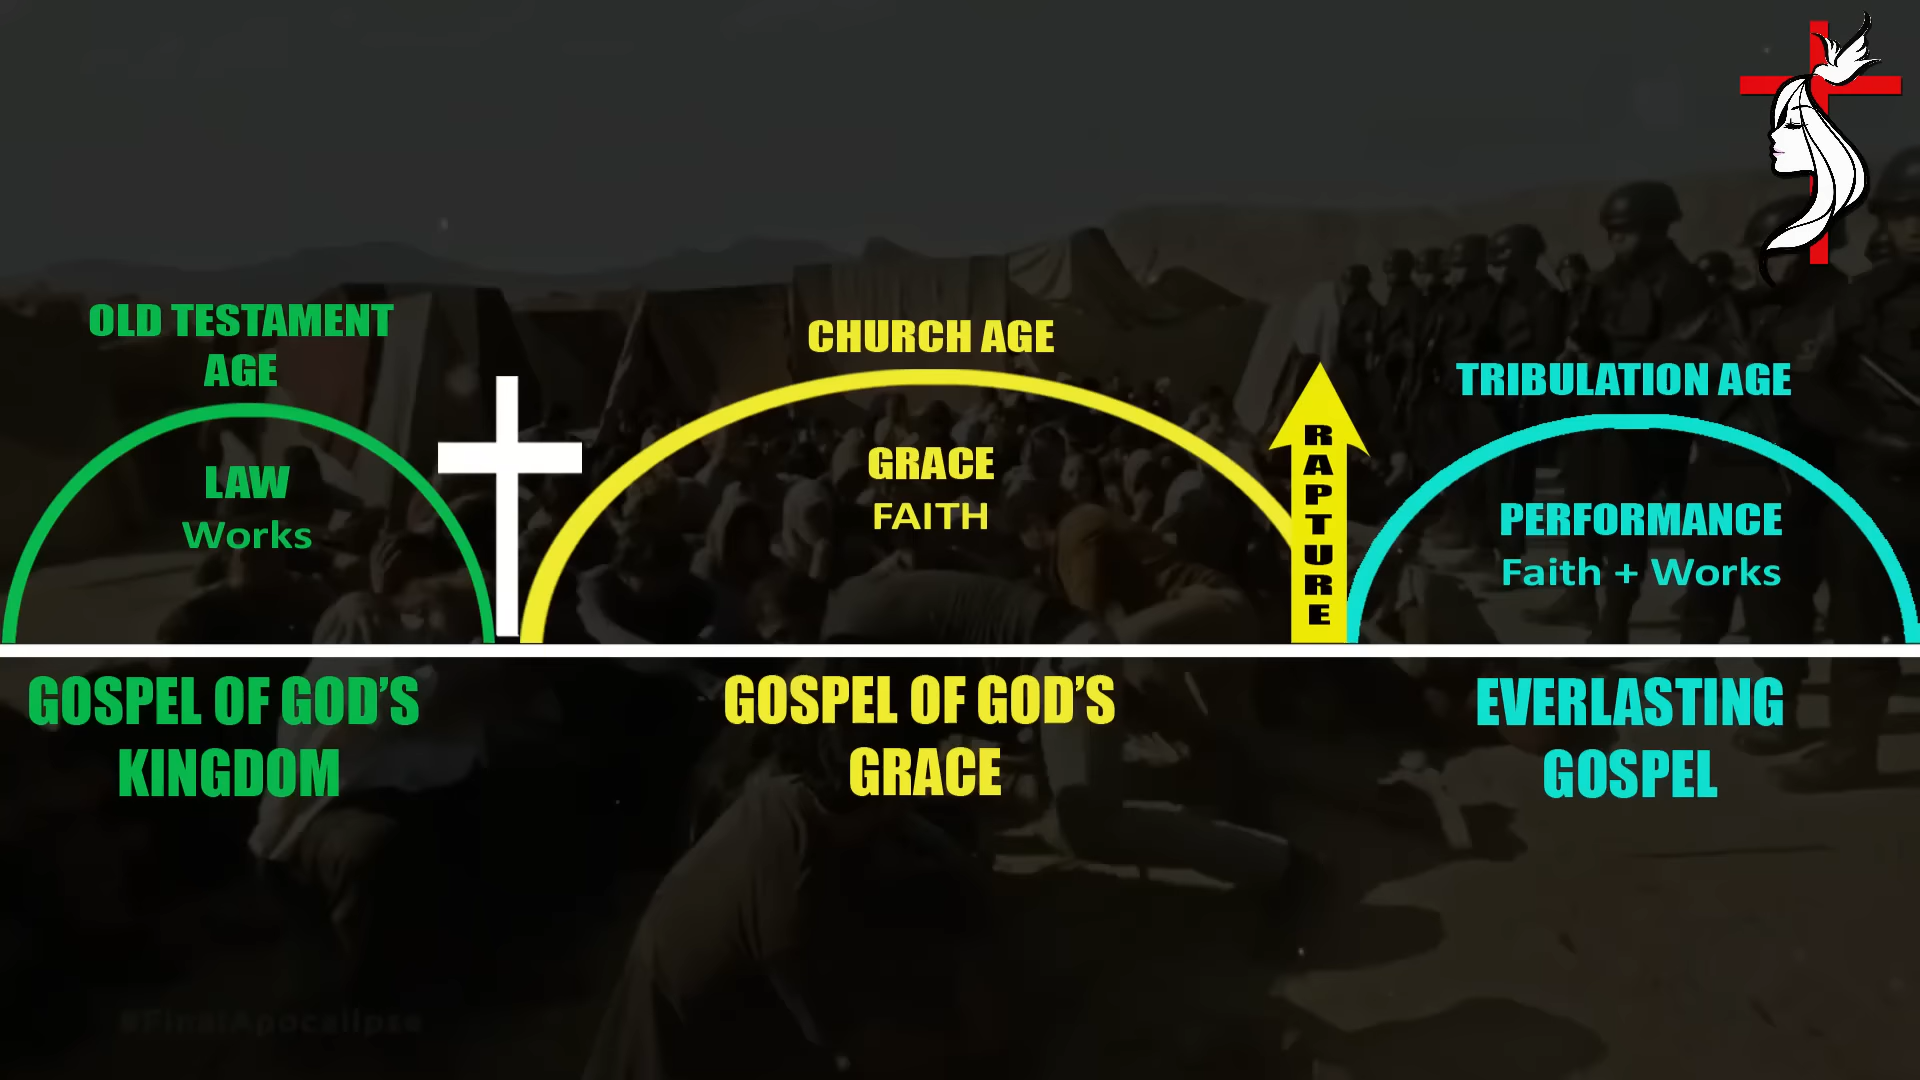 OLD TESTAMENT
AGE
LAW
Works
CHURCH AGE
GRACE
FAITH
RAPTURE
TRIBULATION AGE
PERFORMANCE
Faith + Works
GOSPEL OF GOD’S
KINGDOM
GOSPEL OF GOD’S
GRACE
EVERLASTING
GOSPEL
#FinalApocalipse